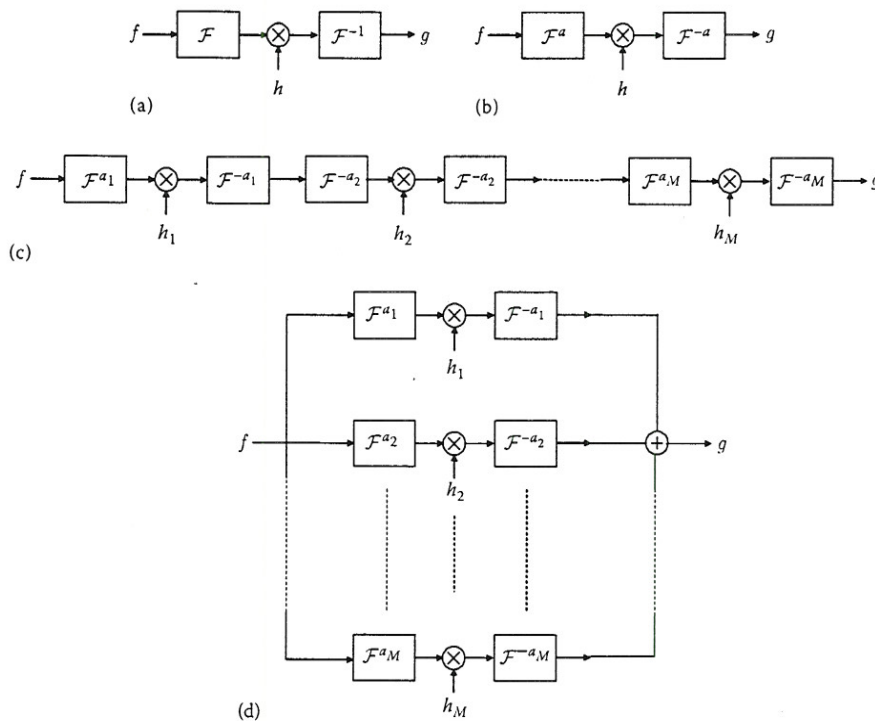 f ℱ ⊗ ℱ⁻¹ g
h
(a)
f ℱᵃ ⊗ ℱ⁻ᵃ g
h
(b)
f ℱ^{a₁} ⊗ ℱ^{-a₁} ℱ^{-a₂} ⊗ ℱ^{-a₂} ℱ^{a_M} ⊗ ℱ^{-a_M} g
h₁ h₂ h_M
(c)
ℱ^{a₁} ⊗ ℱ^{-a₁}
h₁
f ℱ^{a₂} ⊗ ℱ^{-a₂} + g
h₂
ℱ^{a_M} ⊗ ℱ^{-a_M}
h_M
(d)